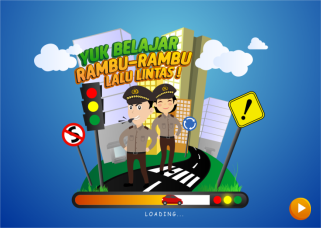 YUK BELAJAR
RAMBU-RAMBU
LALU LINTAS !
S
!
LOADING...